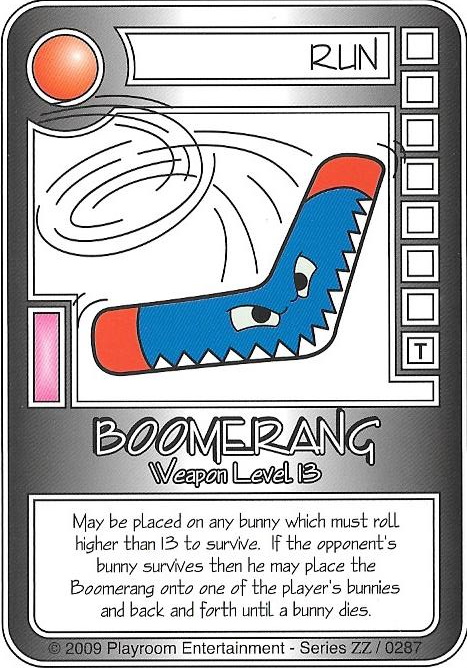 RUN
T
BOOMERANG
Weapon Level 13
May be placed on any bunny which must roll
higher than 13 to survive. If the opponent's
bunny survives then he may place the
Boomerang onto one of the player's bunnies
and back and forth until a bunny dies.
© 2009 Playroom Entertainment - Series ZZ / 0287